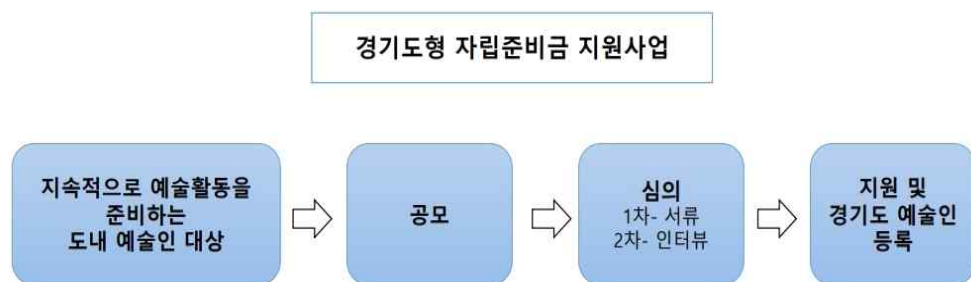 경기도형 자립준비금 지원사업
지속적으로 예술활동을
준비하는
도내 예술인 대상
공모
심의
1차- 서류
2차- 인터뷰
지원 및
경기도 예술인
등록